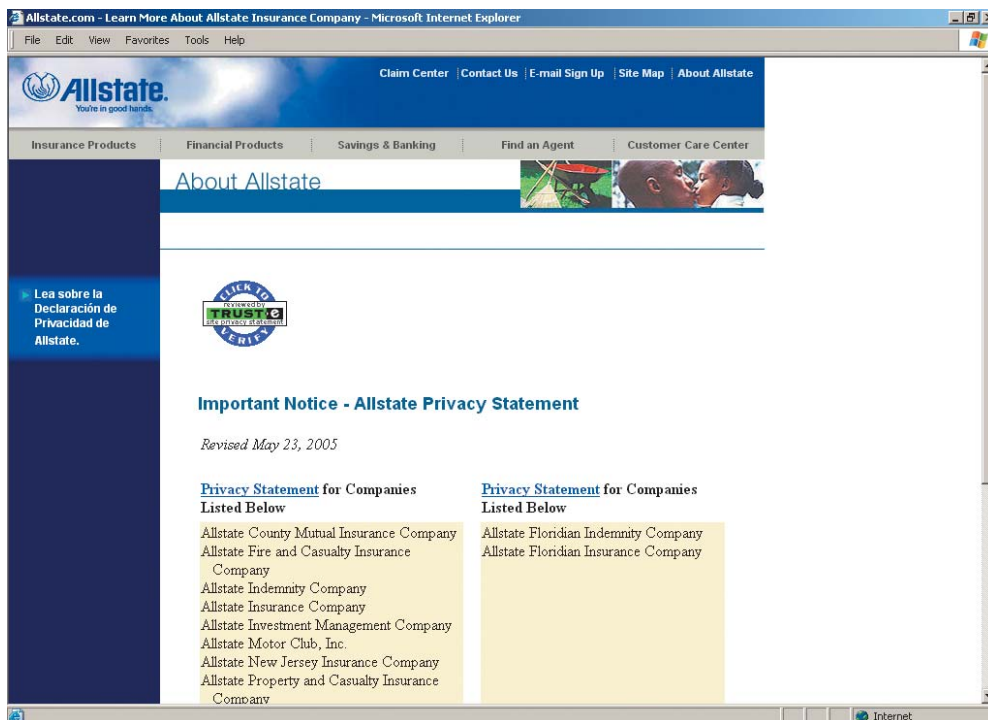 Allstate.com - Learn More About Allstate Insurance Company - Microsoft Internet Explorer
File Edit View Favorites Tools Help
Claim Center | Contact Us | E-mail Sign Up | Site Map | About Allstate
Allstate.
You're in good hands.
Insurance Products Financial Products Savings & Banking Find an Agent Customer Care Center
About Allstate
Lea sobre la
Declaración de
Privacidad de
Allstate.
CLICK TO
reviewed by
TRUST e
site privacy statement
VERIFY
Important Notice - Allstate Privacy Statement
Revised May 23, 2005
Privacy Statement for Companies
Listed Below
Allstate County Mutual Insurance Company
Allstate Fire and Casualty Insurance
Company
Allstate Indemnity Company
Allstate Insurance Company
Allstate Investment Management Company
Allstate Motor Club, Inc.
Allstate New Jersey Insurance Company
Allstate Property and Casualty Insurance
Company
Privacy Statement for Companies
Listed Below
Allstate Floridian Indemnity Company
Allstate Floridian Insurance Company
Internet